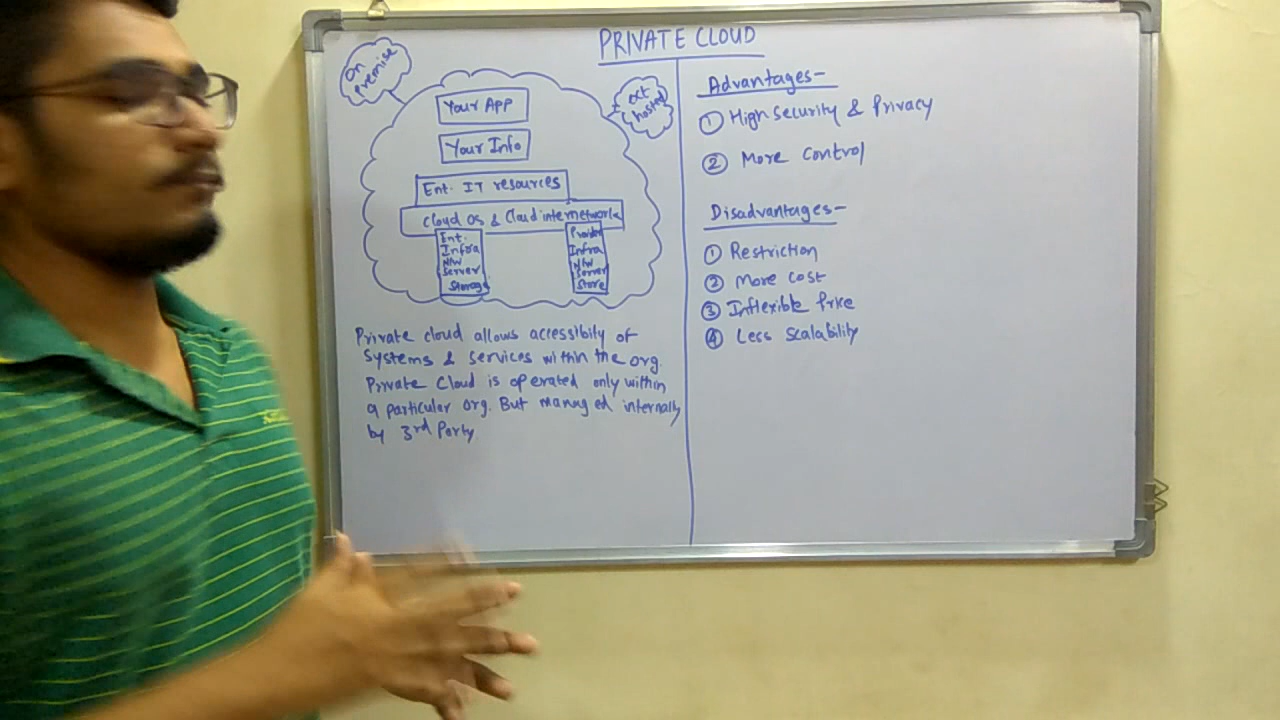 PRIVATE CLOUD
On
Premise
ext
hosted
Your App
Your Info
Ent. IT resources
Cloud OS & Cloud internetwork
Ent.
Infra
N/W
Server
Storage
Provider
Infra
N/W
Server
Store
Private cloud allows accessibily of
Systems & services within the org.
Private Cloud is operated only within
a particular org. But managed internally
by 3rd Party
Advantages-
① High Security & Privacy
② More control
Disadvantages-
① Restriction
② More cost
③ Inflexible Price
④ Less Scalability